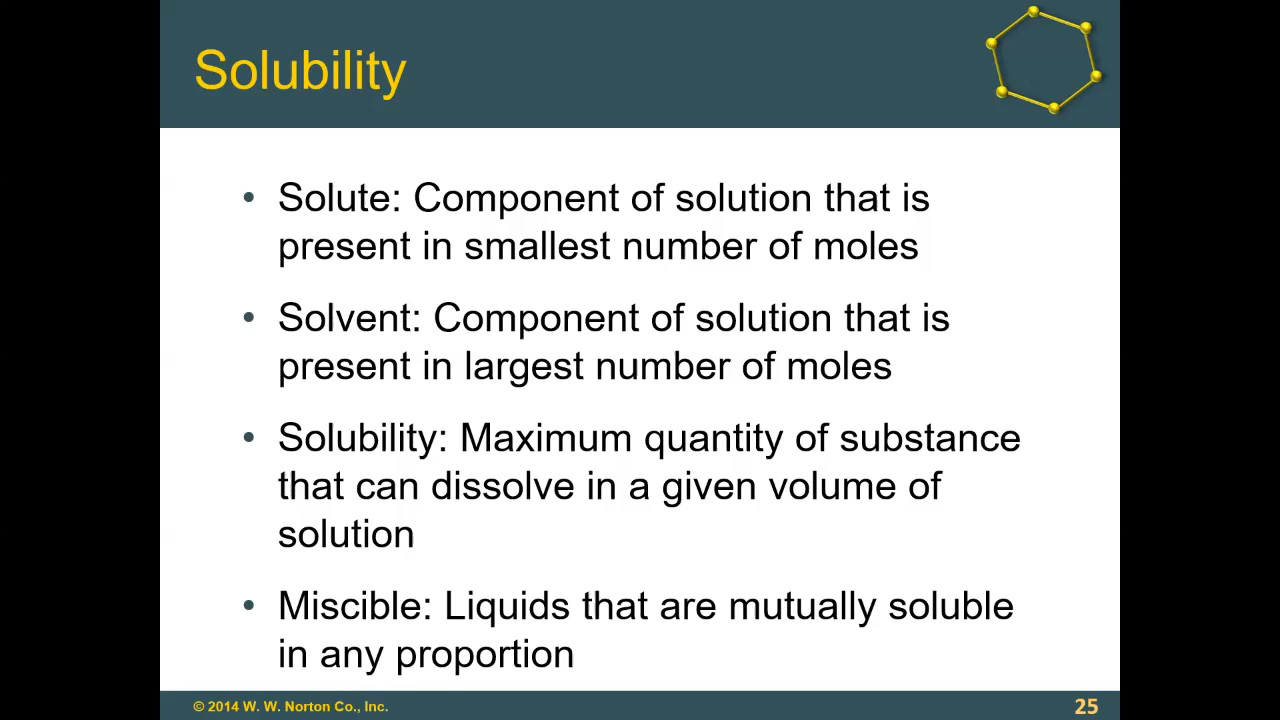 Solubility
• Solute: Component of solution that is
present in smallest number of moles
• Solvent: Component of solution that is
present in largest number of moles
• Solubility: Maximum quantity of substance
that can dissolve in a given volume of
solution
• Miscible: Liquids that are mutually soluble
in any proportion
© 2014 W. W. Norton Co., Inc.
25